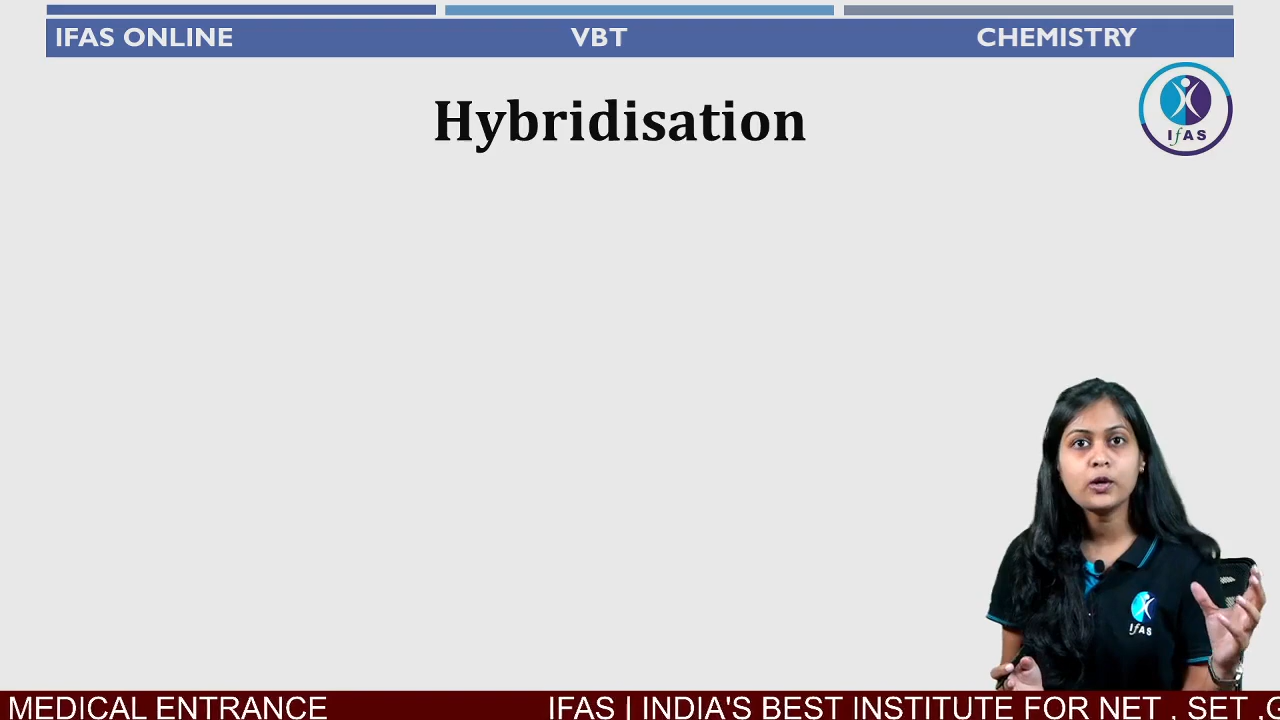 IFAS ONLINE VBT CHEMISTRY
Hybridisation
IfAS
IfAS
MEDICAL ENTRANCE IFAS | INDIA'S BEST INSTITUTE FOR NET , SET ,G